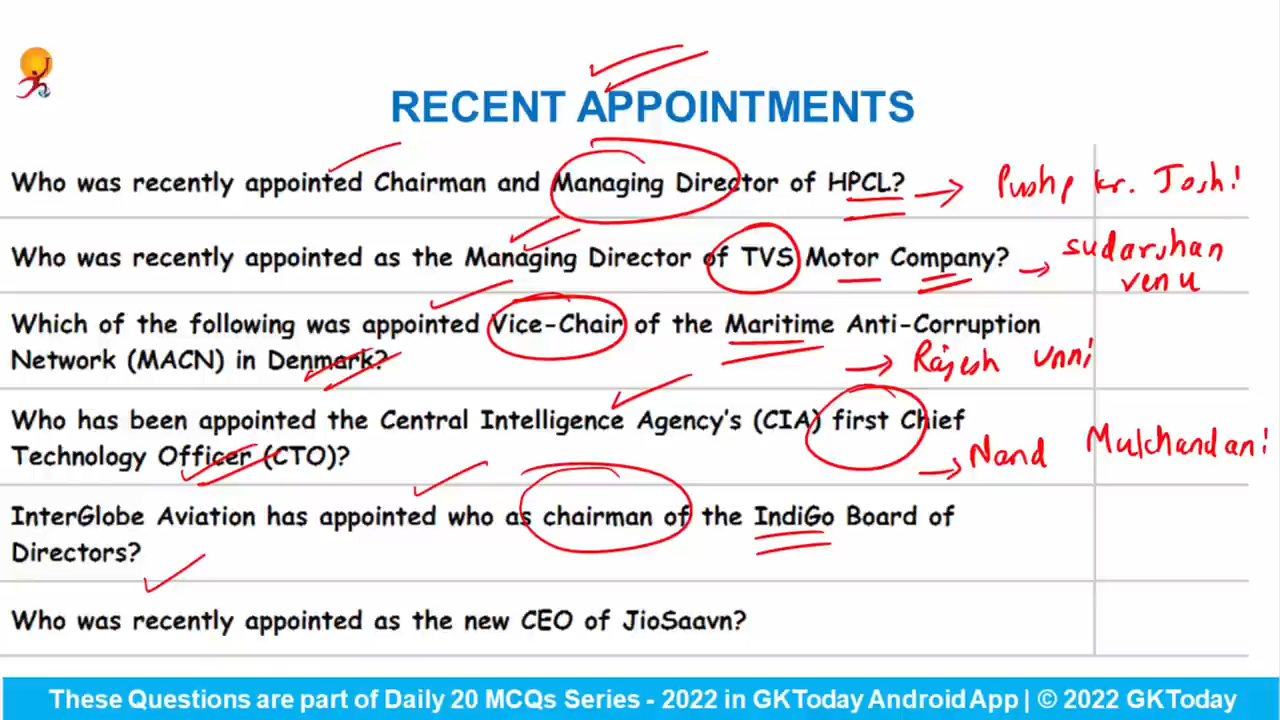 RECENT APPOINTMENTS
Who was recently appointed Chairman and Managing Director of HPCL? → Pushp kr. Joshi
Who was recently appointed as the Managing Director of TVS Motor Company? → sudarshan
venu
Which of the following was appointed Vice-Chair of the Maritime Anti-Corruption
Network (MACN) in Denmark? → Rajesh Unni
Who has been appointed the Central Intelligence Agency's (CIA) first Chief
Technology Officer (CTO)? → Nand Mulchandani
InterGlobe Aviation has appointed who as chairman of the IndiGo Board of
Directors?
Who was recently appointed as the new CEO of JioSaavn?
These Questions are part of Daily 20 MCQs Series - 2022 in GKToday Android App | © 2022 GKToday